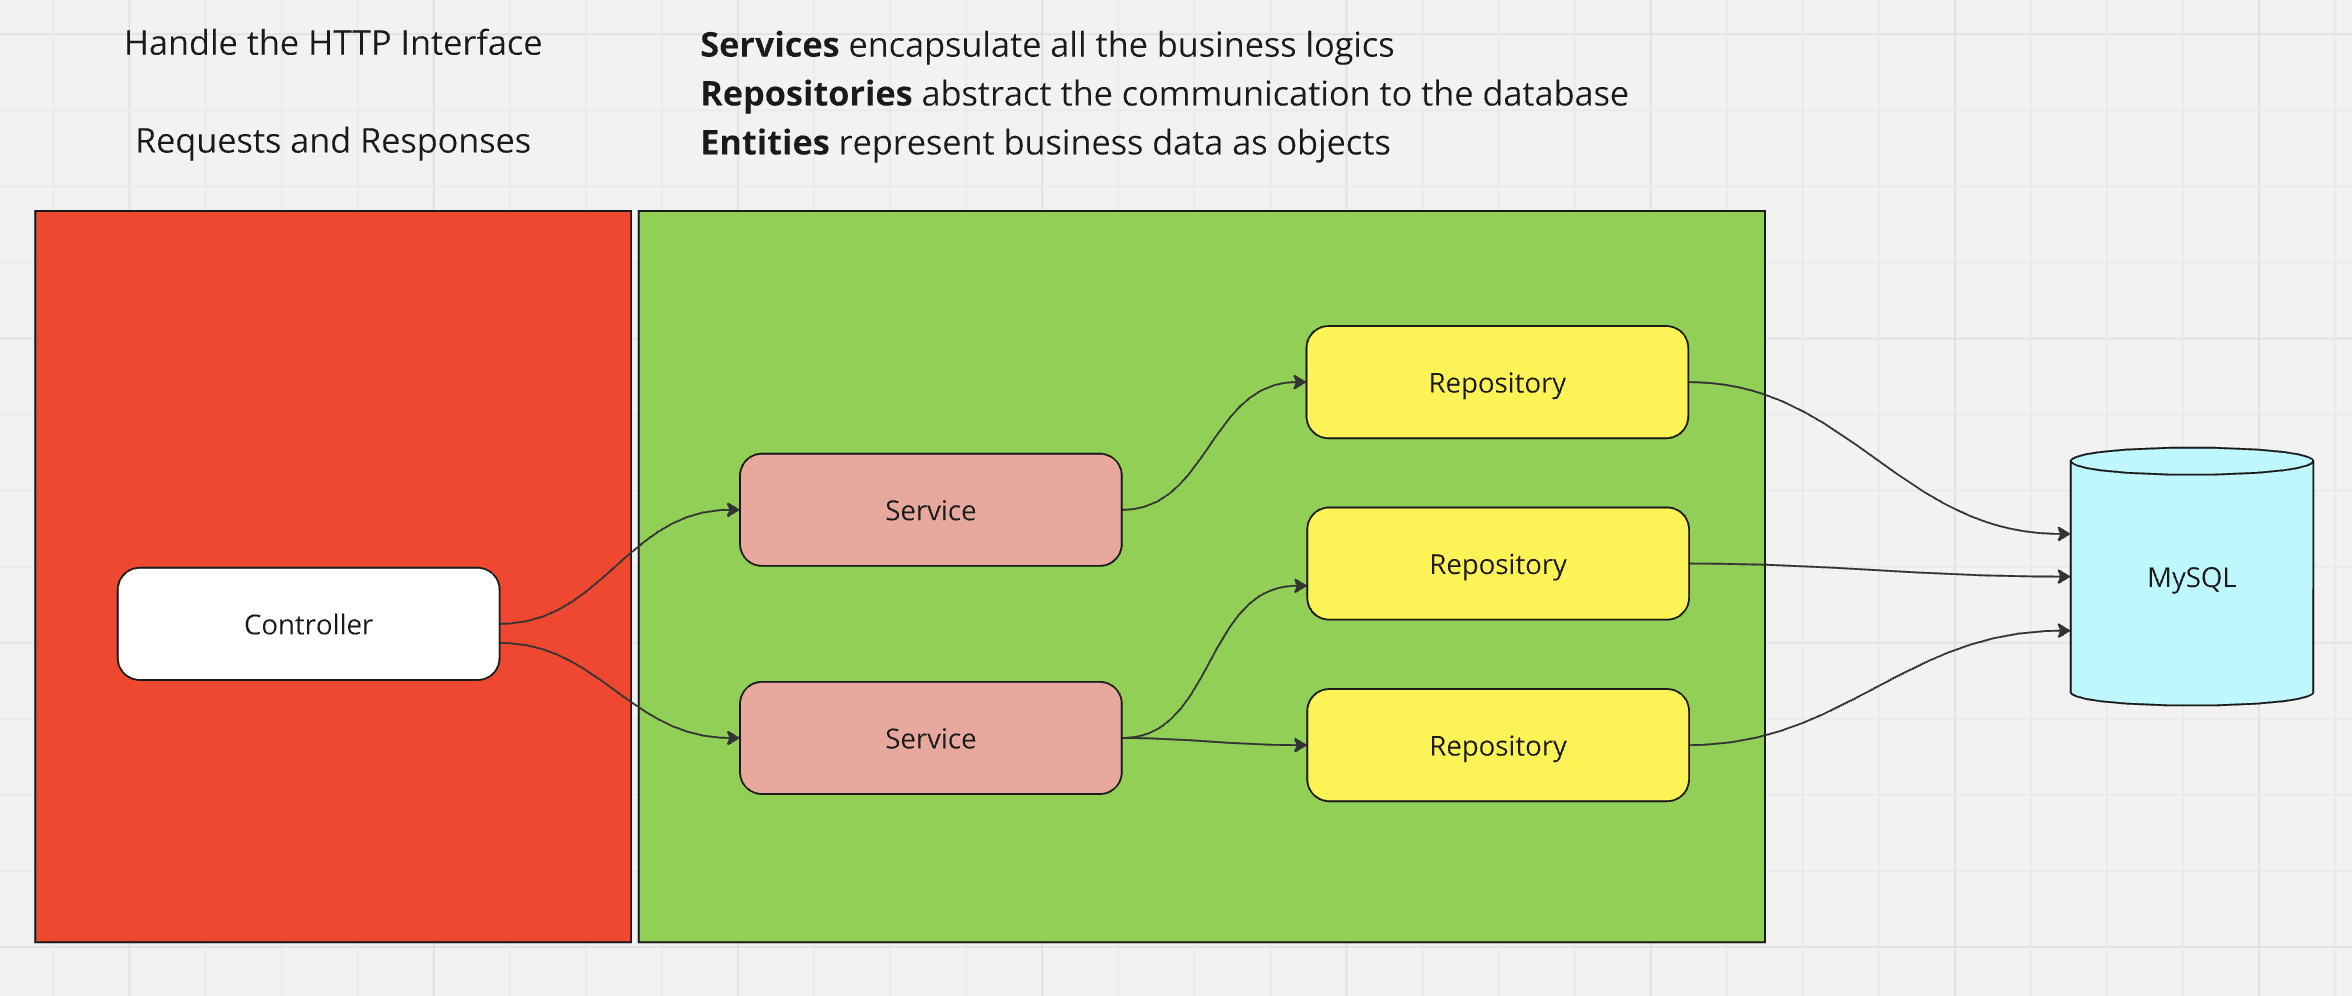 Handle the HTTP Interface
Requests and Responses
Services encapsulate all the business logics
Repositories abstract the communication to the database
Entities represent business data as objects
Controller
Service
Service
Repository
Repository
Repository
MySQL